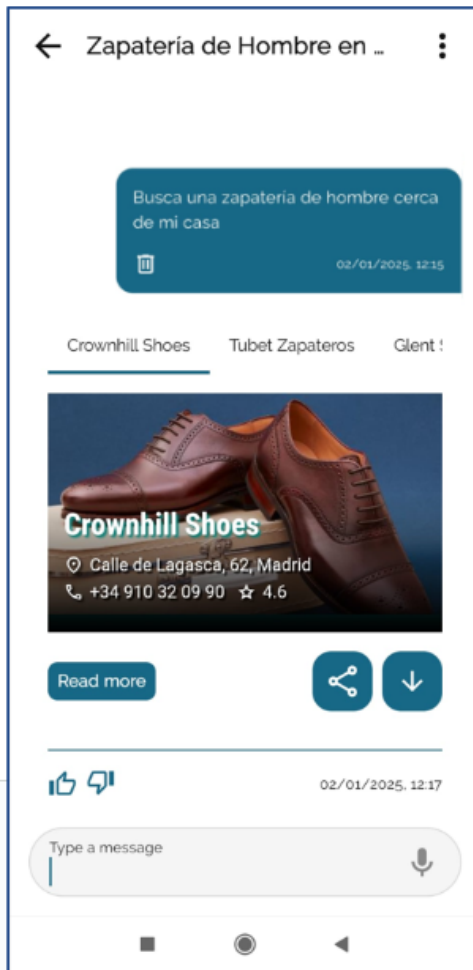 Zapatería de Hombre en ...
Busca una zapatería de hombre cerca
de mi casa
02/01/2025, 12:15
Crownhill Shoes
Tubet Zapateros
Glent
Crownhill Shoes
Calle de Lagasca, 62, Madrid
+34 910 32 09 90 4.6
Read more
02/01/2025, 12:17
Type a message